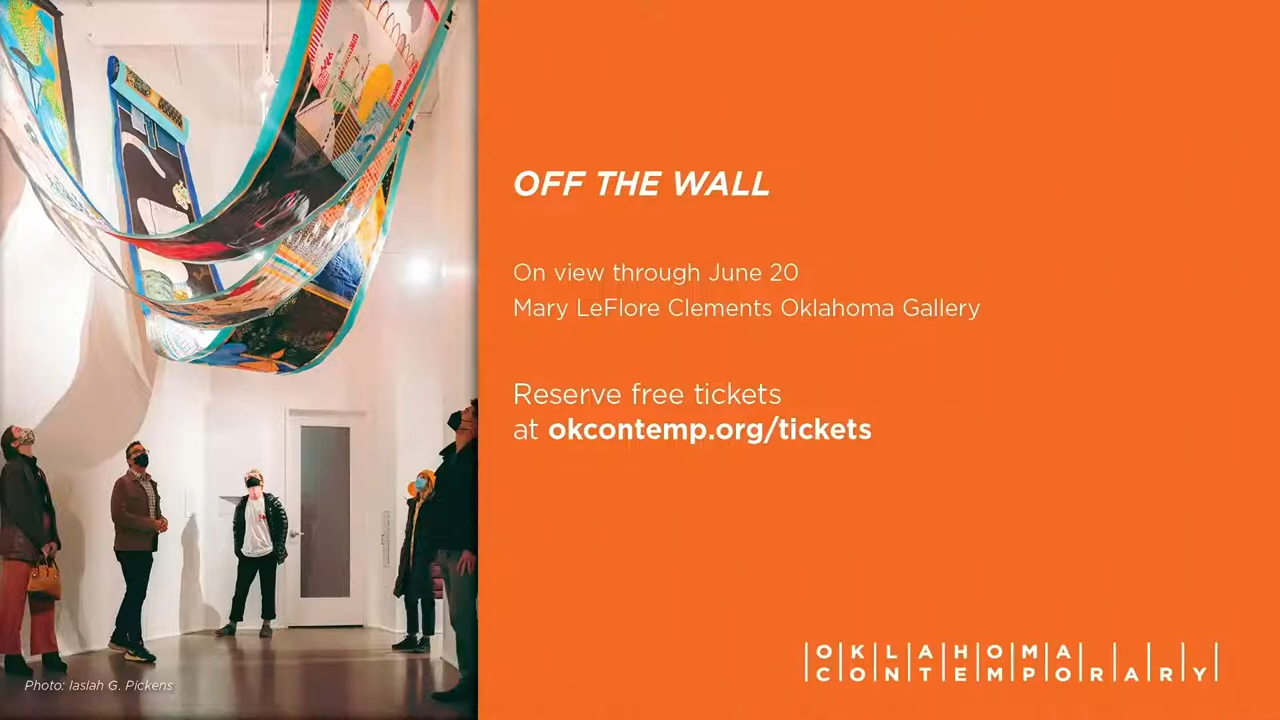 OFF THE WALL
On view through June 20
Mary LeFlore Clements Oklahoma Gallery
Reserve free tickets
at okcontemp.org/tickets
Photo: Iasiah G. Pickens
OKLAHOMA
CONTEMPORARY